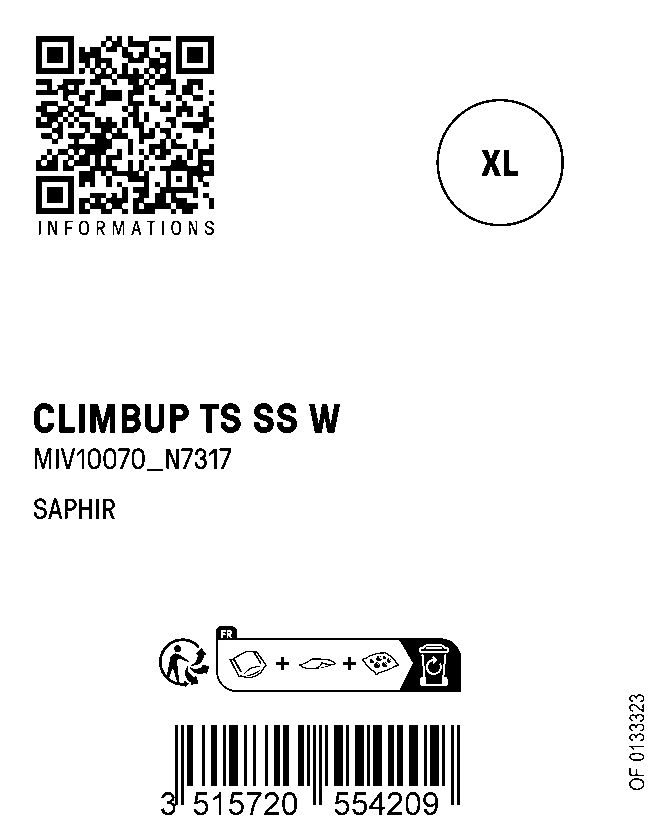 INFORMATIONS
XL
CLIMBUP TS SS W
MIV10070_N7317
SAPHIR
FR
3 515720 554209
OF 0133323